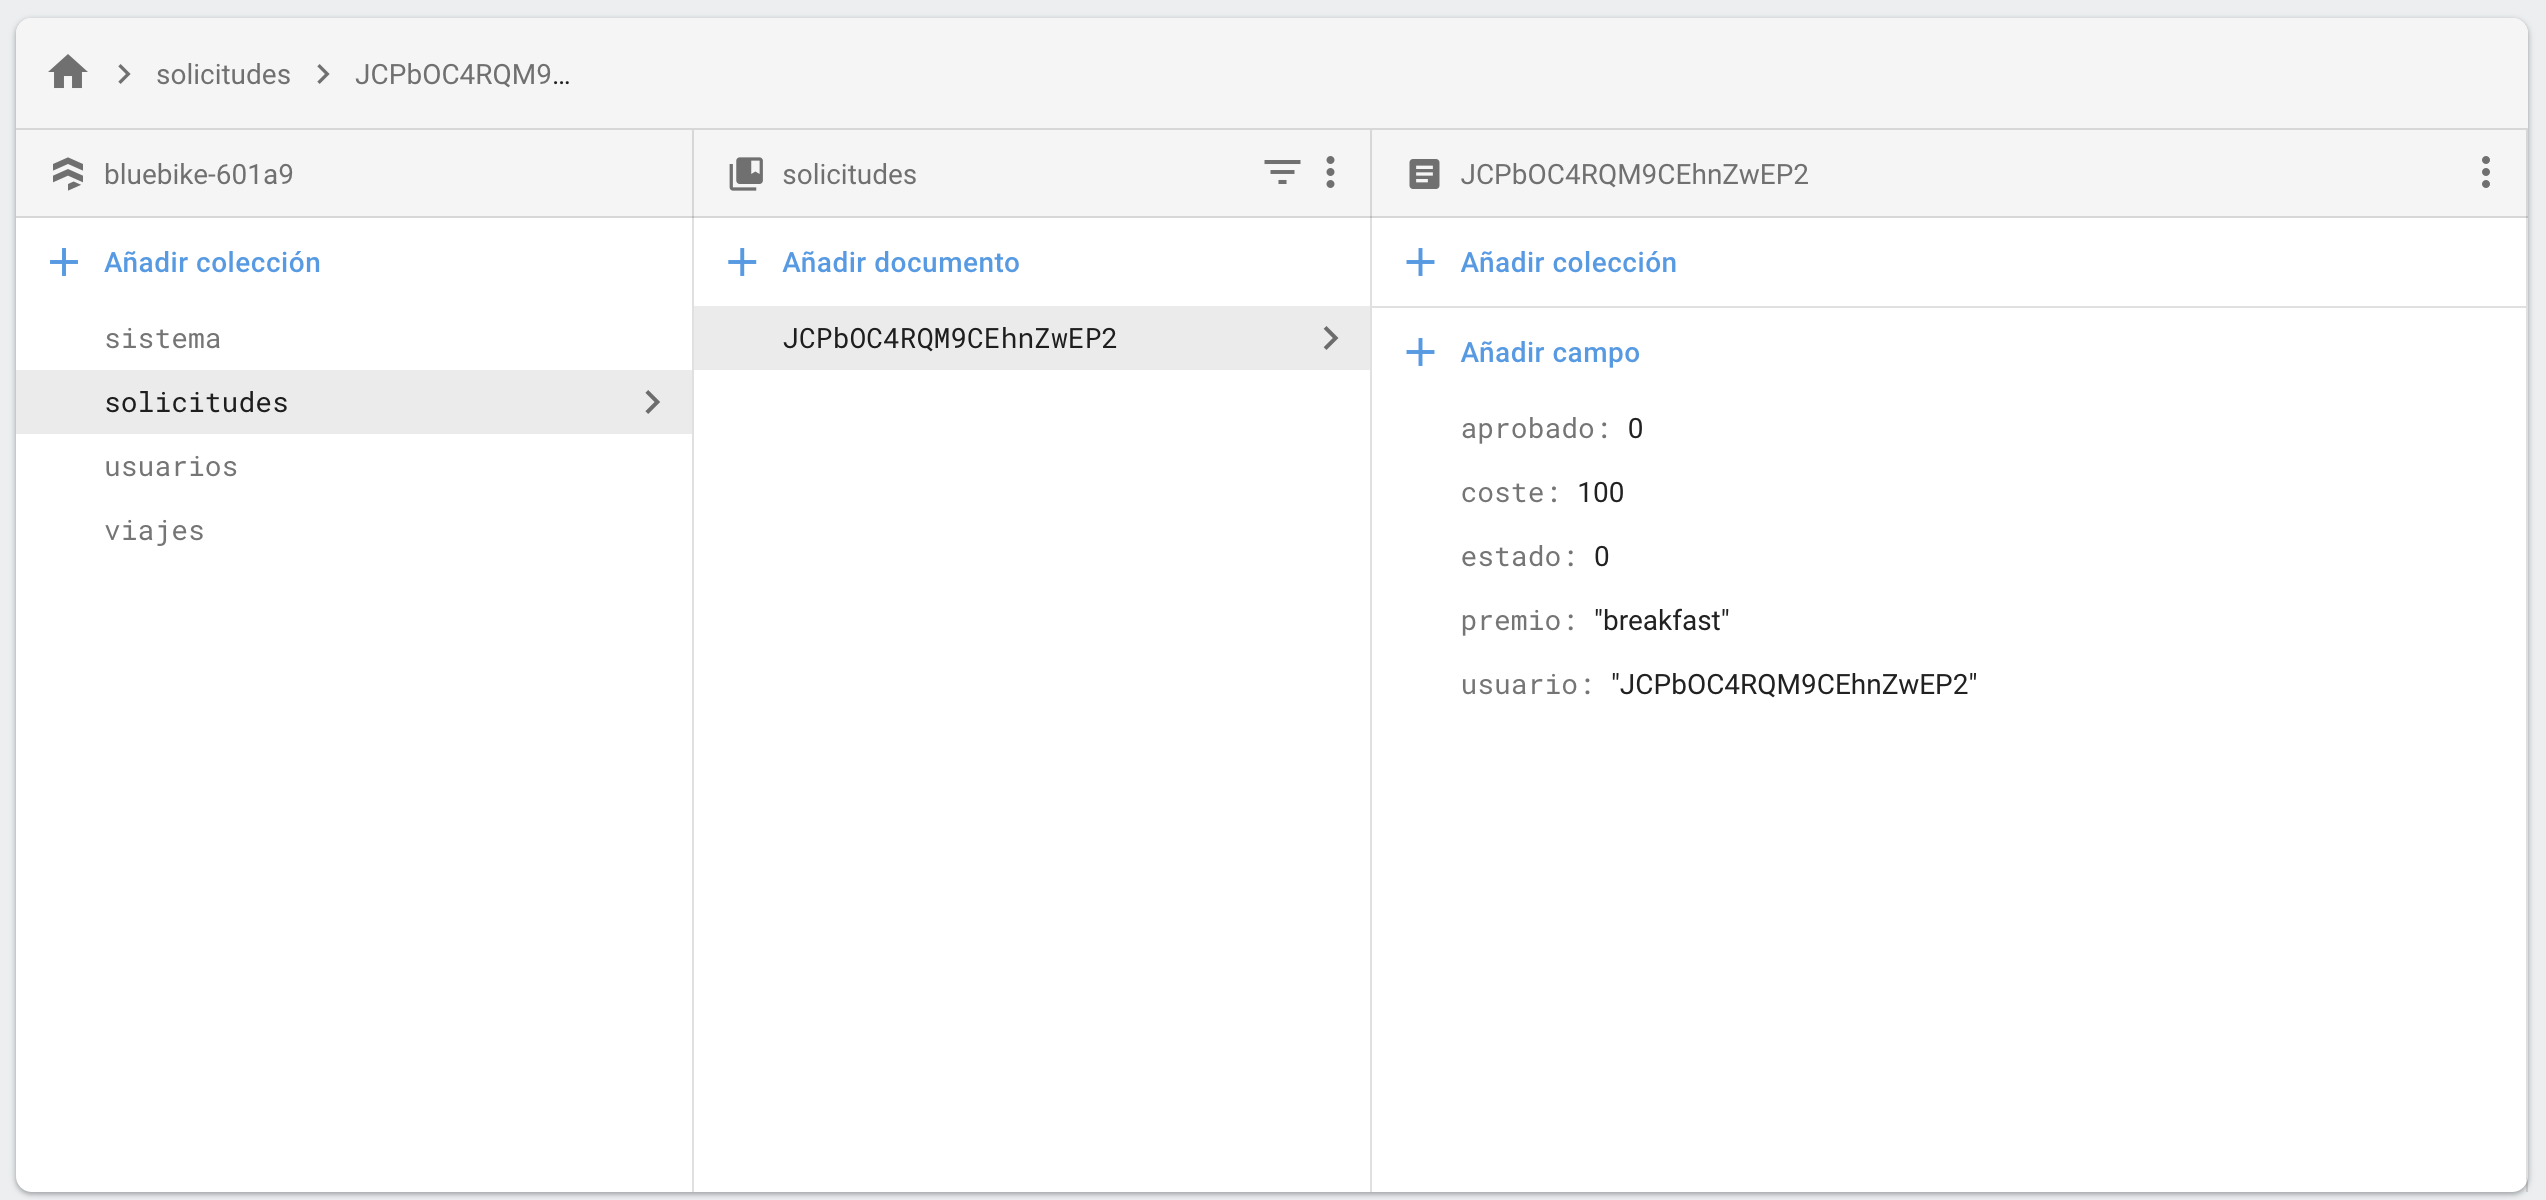 solicitudes JCPbOC4RQM9...
bluebike-601a9
Añadir colección
sistema
solicitudes
usuarios
viajes
solicitudes
Añadir documento
JCPbOC4RQM9CEhnZwEP2
JCPbOC4RQM9CEhnZwEP2
Añadir colección
Añadir campo
aprobado: 0
coste: 100
estado: 0
premio: "breakfast"
usuario: "JCPbOC4RQM9CEhnZwEP2"